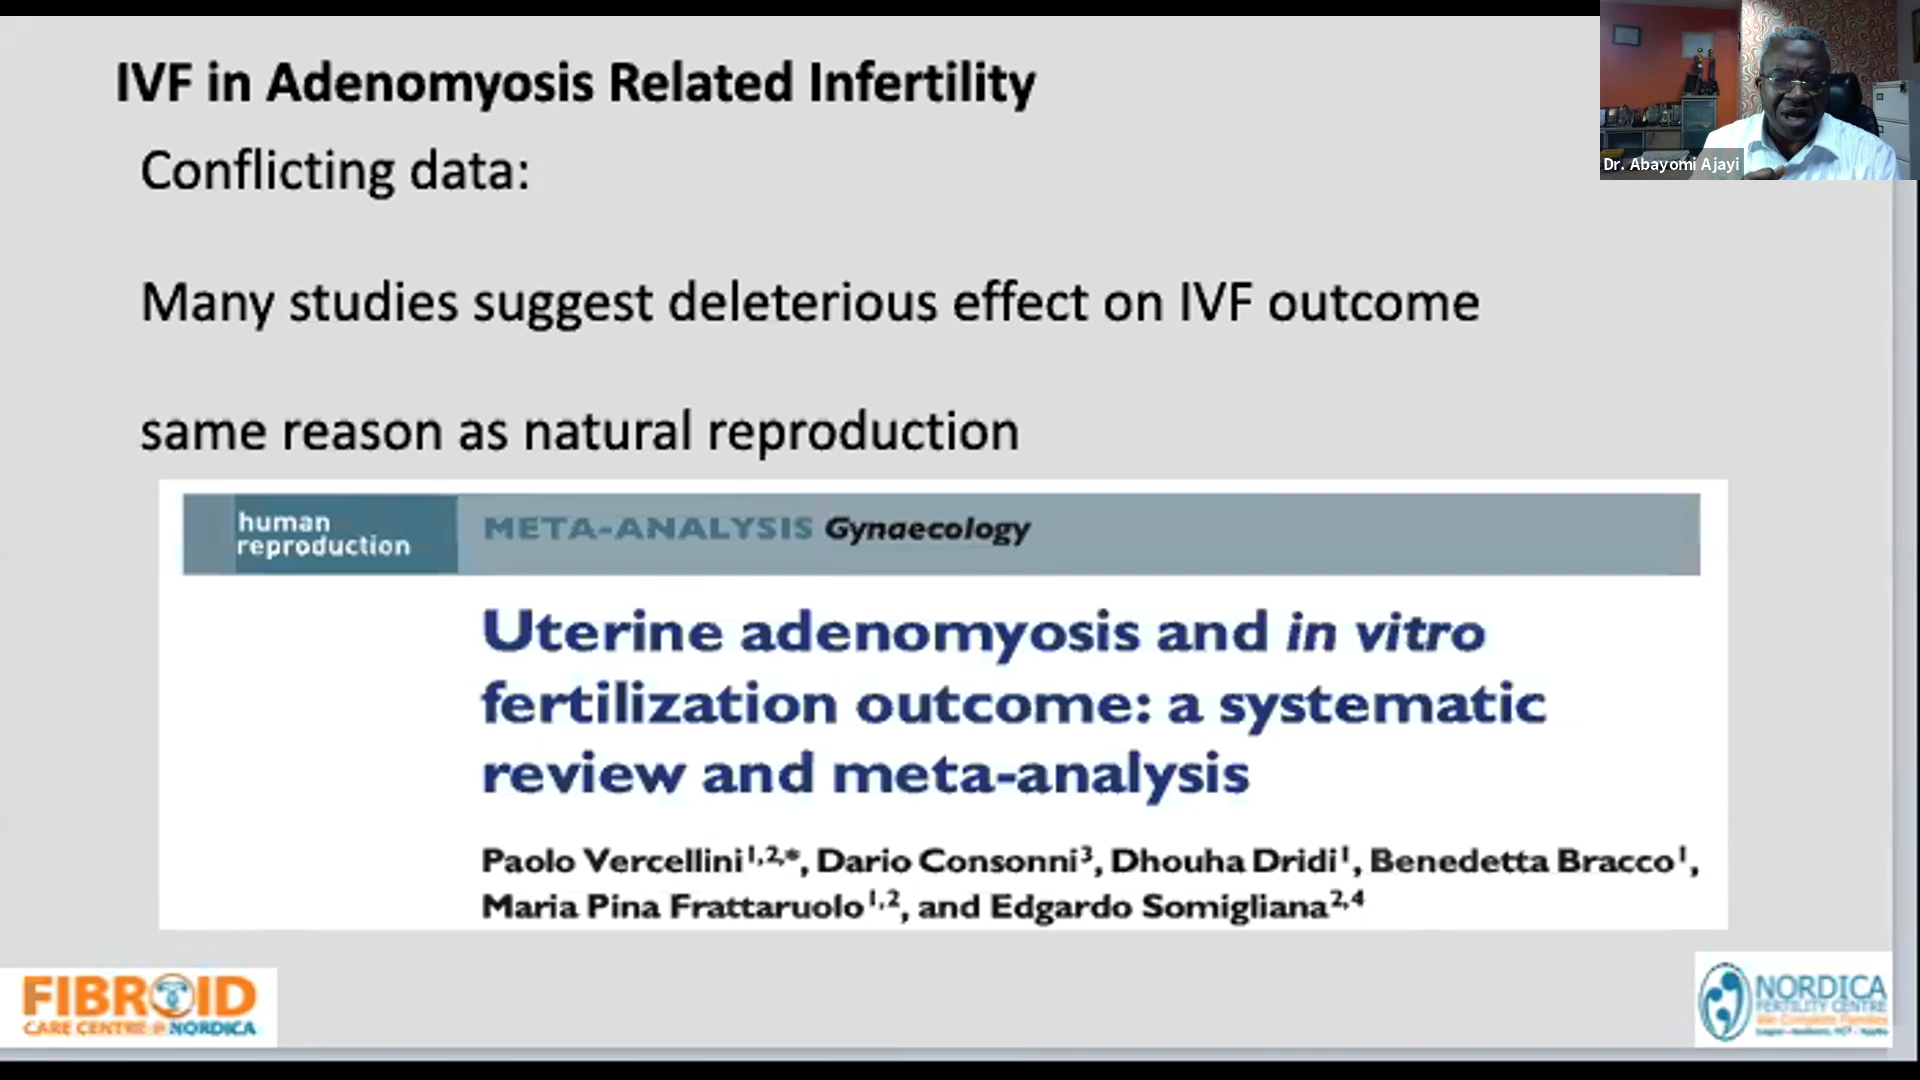 IVF in Adenomyosis Related Infertility
Conflicting data:
Many studies suggest deleterious effect on IVF outcome
same reason as natural reproduction
human
reproduction
META-ANALYSIS Gynaecology
Uterine adenomyosis and in vitro
fertilization outcome: a systematic
review and meta-analysis
Paolo Vercellini1,2,*, Dario Consonni3, Dhouha Dridi1, Benedetta Bracco1,
Maria Pina Frattaruolo1,2, and Edgardo Somigliana2,4
Dr. Abayomi Ajayi
FIBROID
CARE CENTRE @ NORDICA
NORDICA
FERTILITY CENTRE
We Complete Families